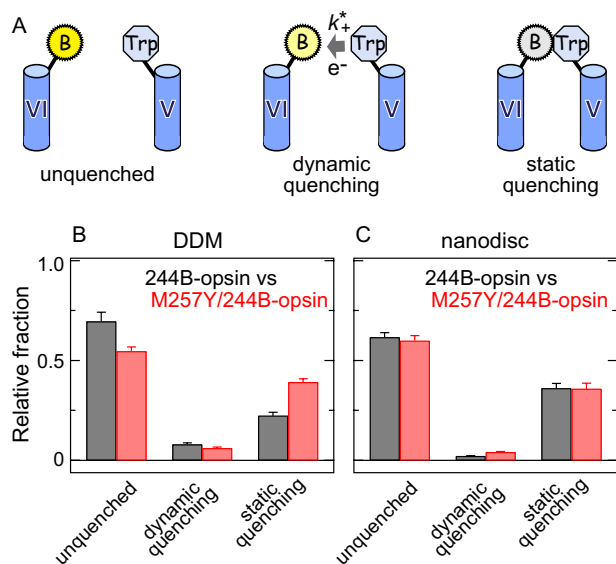 A
B
Trp
VI
V
unquenched
B
k*+
e-
Trp
VI
V
dynamic
quenching
B
Trp
VI
V
static
quenching
B
DDM
1.0
0.5
0
Relative fraction
244B-opsin vs
M257Y/244B-opsin
unquenched
dynamic
quenching
static
quenching
C
nanodisc
244B-opsin vs
M257Y/244B-opsin
unquenched
dynamic
quenching
static
quenching